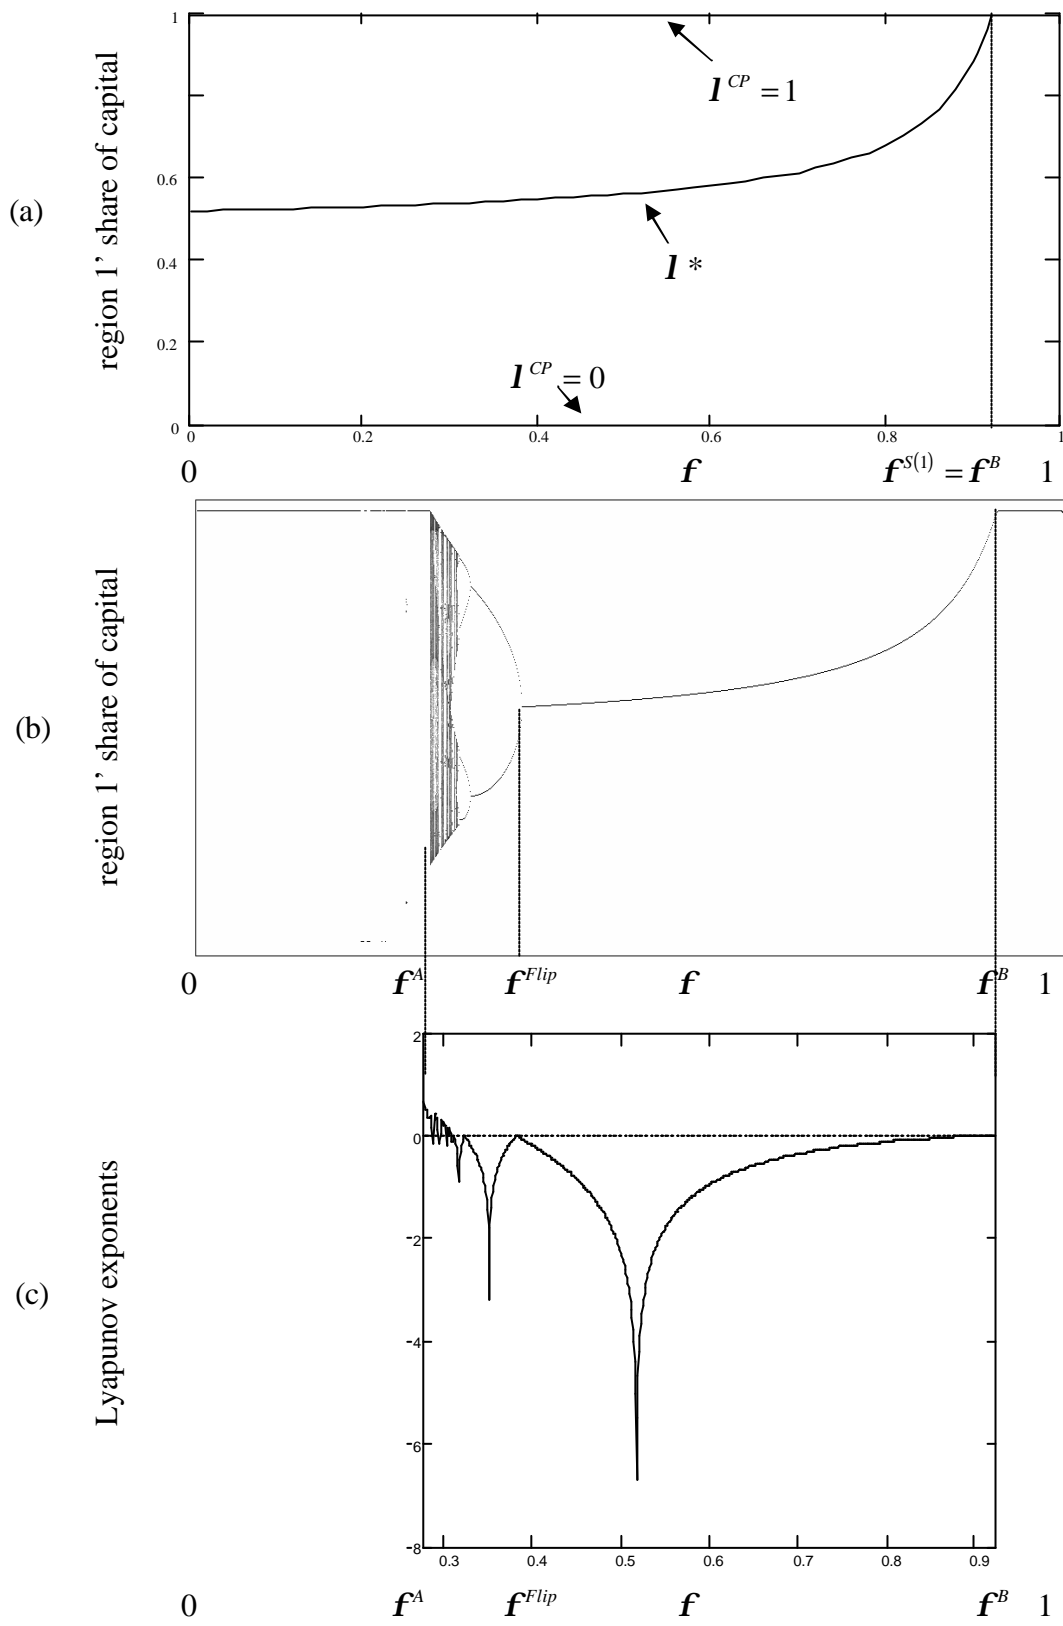 (a)
region 1’ share of capital
1
0.6
0.4
0.2
0
l CP = 1
l *
l CP = 0
0 0.2 0.4 0.6 0.8 1
0 f f S(1) = f B 1
(b)
region 1’ share of capital
0 f A f Flip f f B 1
(c)
Lyapunov exponents
2
0
-2
-4
-6
-8
0.3 0.4 0.5 0.6 0.7 0.8 0.9
0 f A f Flip f f B 1